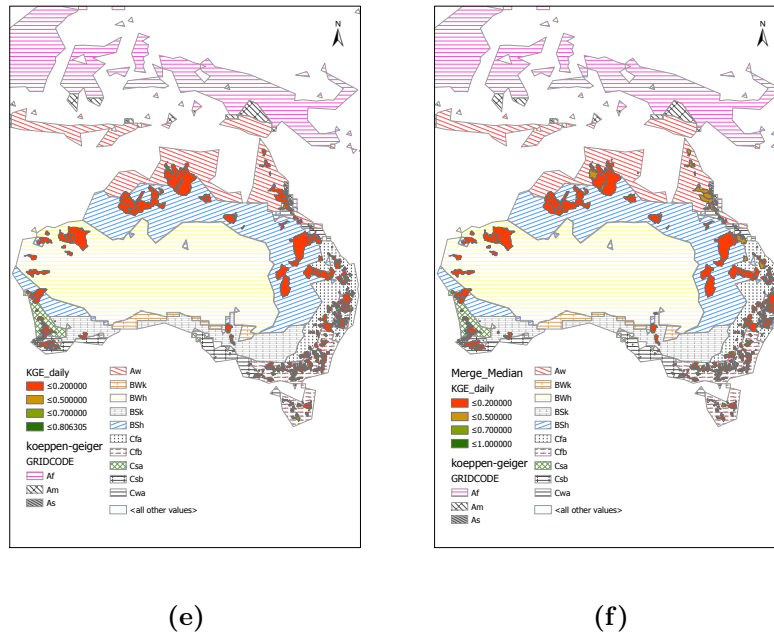 N
KGE_daily
≤0.200000
≤0.500000
≤0.700000
≤0.806305
koeppen-geiger
GRIDCODE
Af
Am
As
Aw
BWk
BWh
BSk
BSh
Cfa
Cfb
Csa
Csb
Cwa
<all other values>
(e)
N
Merge_Median
KGE_daily
≤0.200000
≤0.500000
≤0.700000
≤1.000000
koeppen-geiger
GRIDCODE
Af
Am
As
Aw
BWk
BWh
BSk
BSh
Cfa
Cfb
Csa
Csb
Cwa
<all other values>
(f)